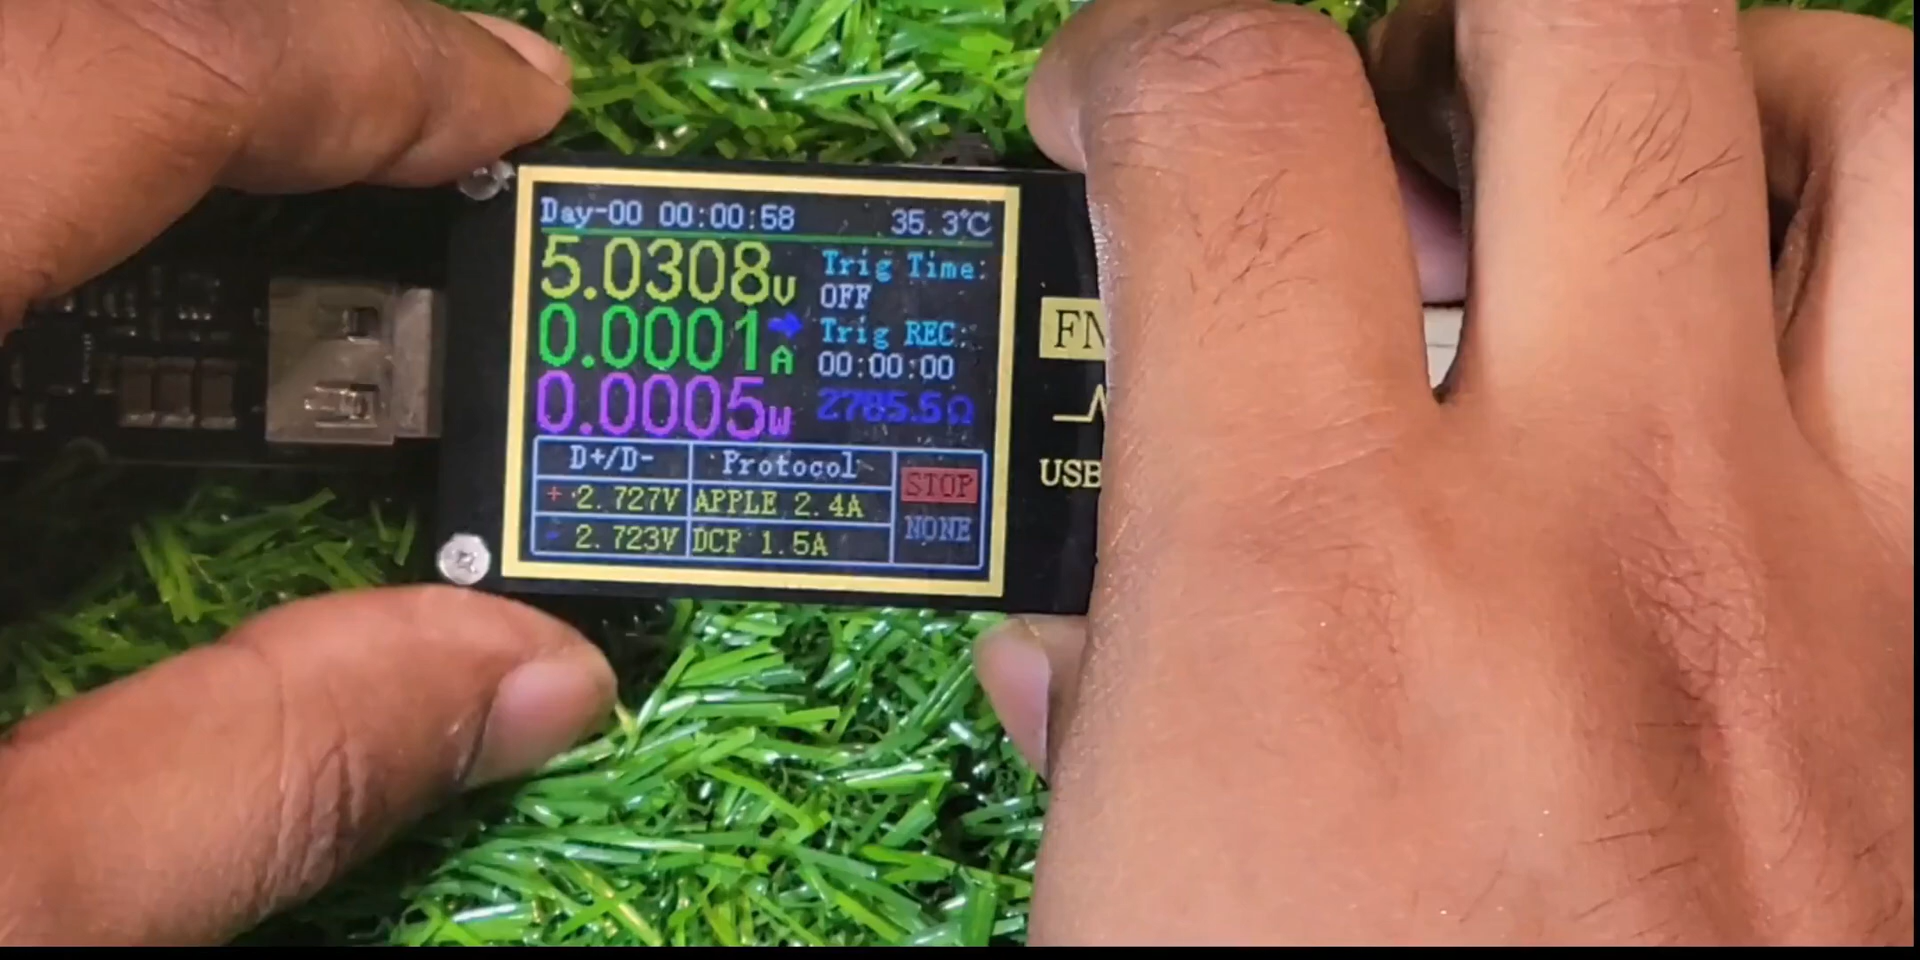 Day-00 00:00:58 35.3℃
5.0308V
0.0001A
0.0005W
Trig Time:
OFF
Trig REC:
00:00:00
2785.5Ω
D+/D- Protocol
+ 2.727V APPLE 2.4A
- 2.723V DCP 1.5A
STOP
NONE
USB